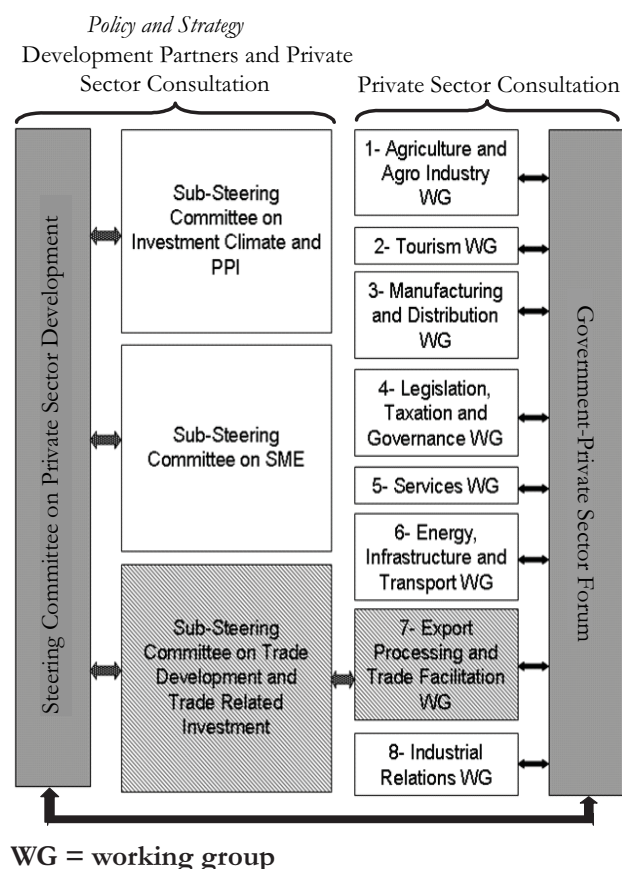 Policy and Strategy
Development Partners and Private
Sector Consultation
Private Sector Consultation
Steering Committee on Private Sector Development
Sub-Steering
Committee on
Investment Climate and
PPI
Sub-Steering
Committee on SME
Sub-Steering
Committee on Trade
Development and
Trade Related
Investment
1- Agriculture and
Agro Industry
WG
2- Tourism WG
3- Manufacturing
and Distribution
WG
4- Legislation,
Taxation and
Governance WG
5- Services WG
6- Energy,
Infrastructure and
Transport WG
7- Export
Processing and
Trade Facilitation
WG
8- Industrial
Relations WG
Government-Private Sector Forum
WG = working group